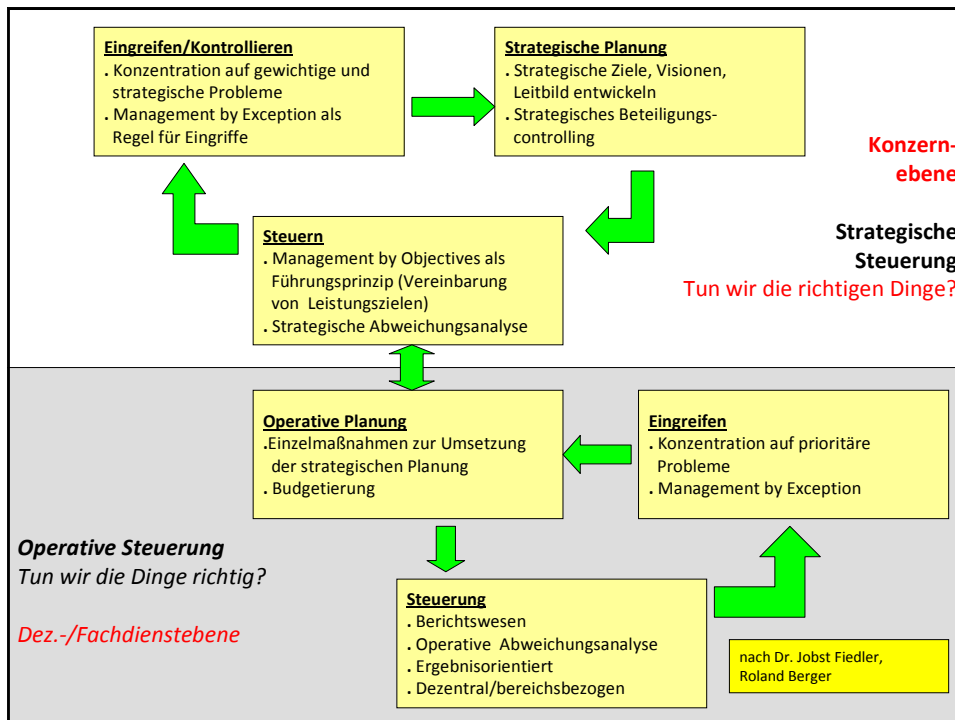 Eingreifen/Kontrollieren
. Konzentration auf gewichtige und
strategische Probleme
. Management by Exception als
Regel für Eingriffe
Strategische Planung
. Strategische Ziele, Visionen,
Leitbild entwickeln
. Strategisches Beteiligungs-
controlling
Konzern-
ebene
Strategische
Steuerung
Tun wir die richtigen Dinge?
Steuern
. Management by Objectives als
Führungsprinzip (Vereinbarung
von Leistungszielen)
. Strategische Abweichungsanalyse
Operative Planung
.Einzelmaßnahmen zur Umsetzung
der strategischen Planung
. Budgetierung
Eingreifen
. Konzentration auf prioritäre
Probleme
. Management by Exception
Operative Steuerung
Tun wir die Dinge richtig?
Dez.-/Fachdienstebene
Steuerung
. Berichtswesen
. Operative Abweichungsanalyse
. Ergebnisorientiert
. Dezentral/bereichsbezogen
nach Dr. Jobst Fiedler,
Roland Berger